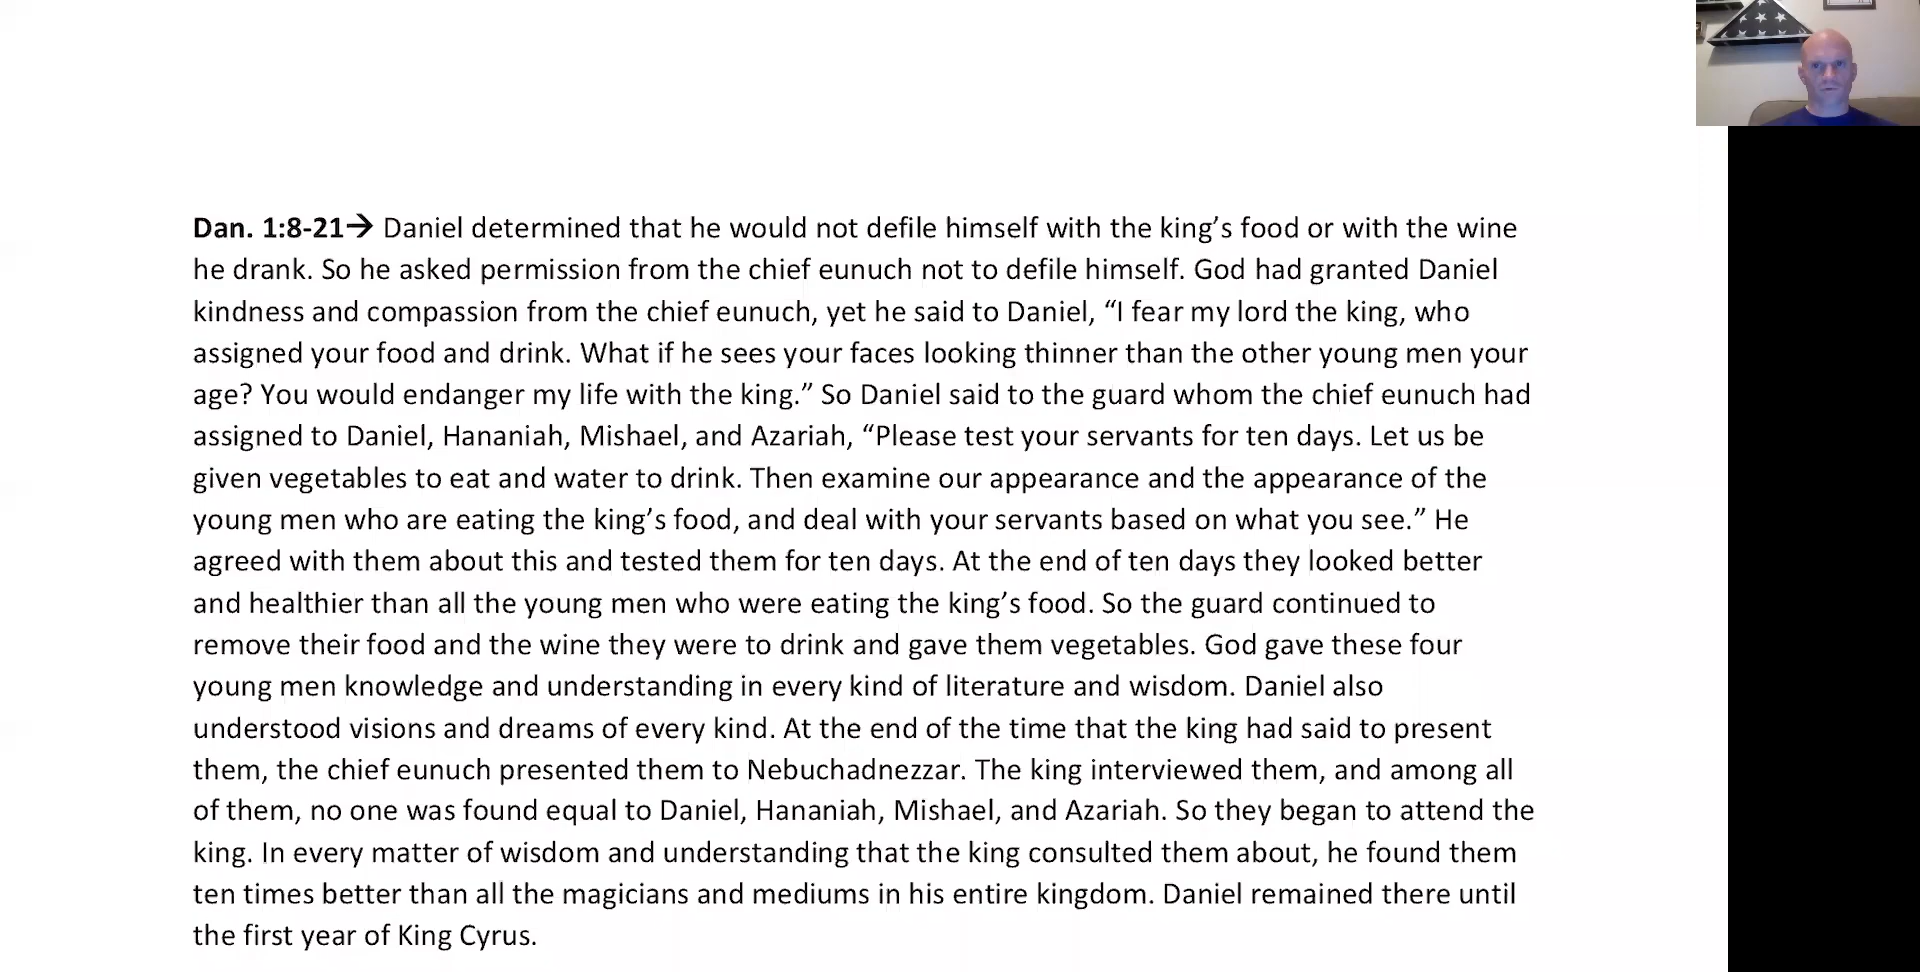 Dan. 1:8-21→ Daniel determined that he would not defile himself with the king’s food or with the wine
he drank. So he asked permission from the chief eunuch not to defile himself. God had granted Daniel
kindness and compassion from the chief eunuch, yet he said to Daniel, “I fear my lord the king, who
assigned your food and drink. What if he sees your faces looking thinner than the other young men your
age? You would endanger my life with the king.” So Daniel said to the guard whom the chief eunuch had
assigned to Daniel, Hananiah, Mishael, and Azariah, “Please test your servants for ten days. Let us be
given vegetables to eat and water to drink. Then examine our appearance and the appearance of the
young men who are eating the king’s food, and deal with your servants based on what you see.” He
agreed with them about this and tested them for ten days. At the end of ten days they looked better
and healthier than all the young men who were eating the king’s food. So the guard continued to
remove their food and the wine they were to drink and gave them vegetables. God gave these four
young men knowledge and understanding in every kind of literature and wisdom. Daniel also
understood visions and dreams of every kind. At the end of the time that the king had said to present
them, the chief eunuch presented them to Nebuchadnezzar. The king interviewed them, and among all
of them, no one was found equal to Daniel, Hananiah, Mishael, and Azariah. So they began to attend the
king. In every matter of wisdom and understanding that the king consulted them about, he found them
ten times better than all the magicians and mediums in his entire kingdom. Daniel remained there until
the first year of King Cyrus.